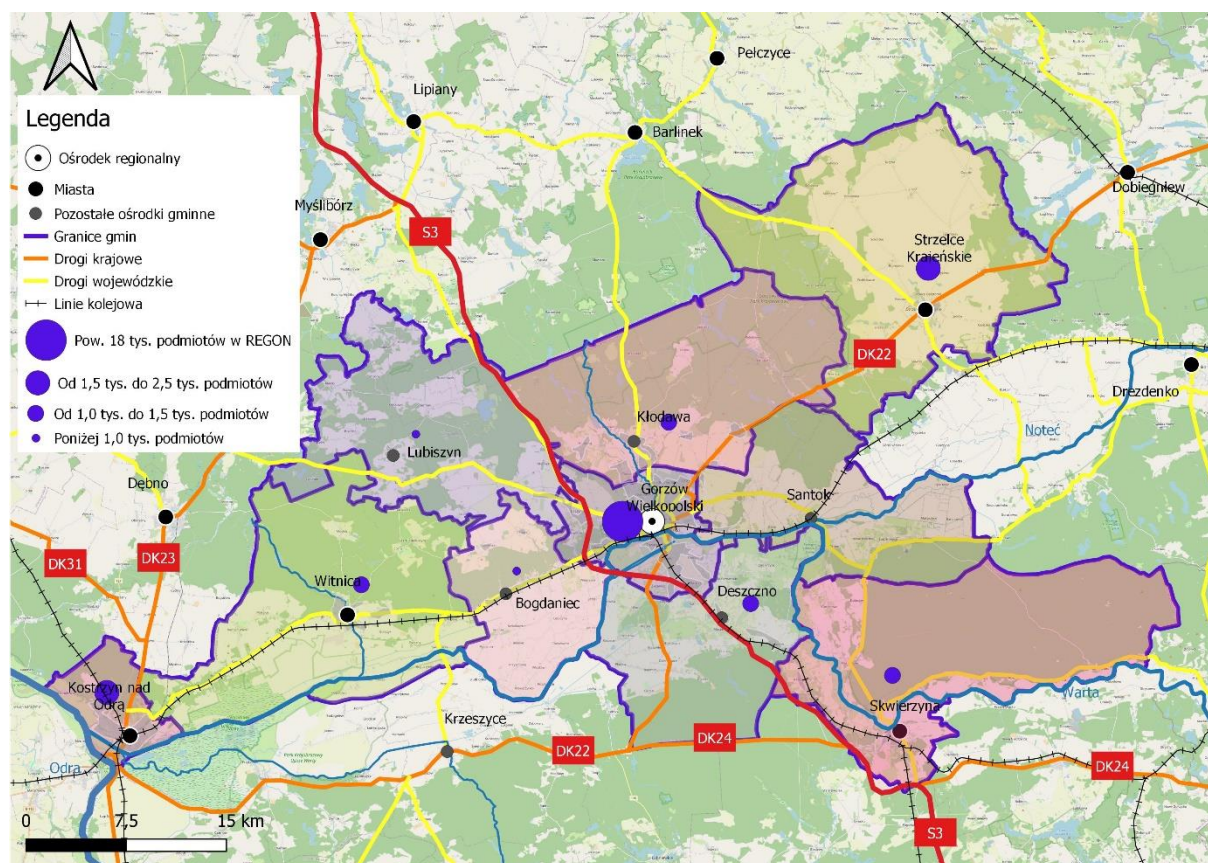 Legenda
Ośrodek regionalny
Miasta
Pozostałe ośrodki gminne
Granice gmin
Drogi krajowe
Drogi wojewódzkie
Linie kolejowa
Pow. 18 tys. podmiotów w REGON
Od 1,5 tys. do 2,5 tys. podmiotów
Od 1,0 tys. do 1,5 tys. podmiotów
Poniżej 1,0 tys. podmiotów
Pełczyce
Lipiany
Barlinek
Dobiegniew
Myślibórz
S3
Strzelce
Krajeńskie
DK22
Drezdenko
Kłodawa
Noteć
Lubiszyn
Dębno
Gorzów
Wielkopolski
Santok
DK31
DK23
Witnica
Bogdaniec
Deszczno
Kostrzyn nad
Odrą
Skwierzyna
Warta
Krzeszyce
DK22
DK24
DK24
Odra
S3
0
7,5
15 km